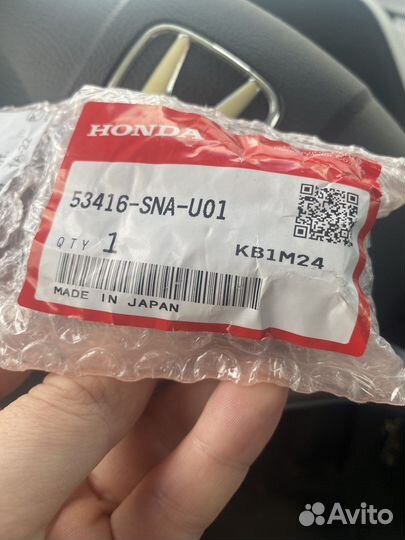 HONDA
53416-SNA-U01
QTY 1
KB1M24
MADE IN JAPAN
Avito